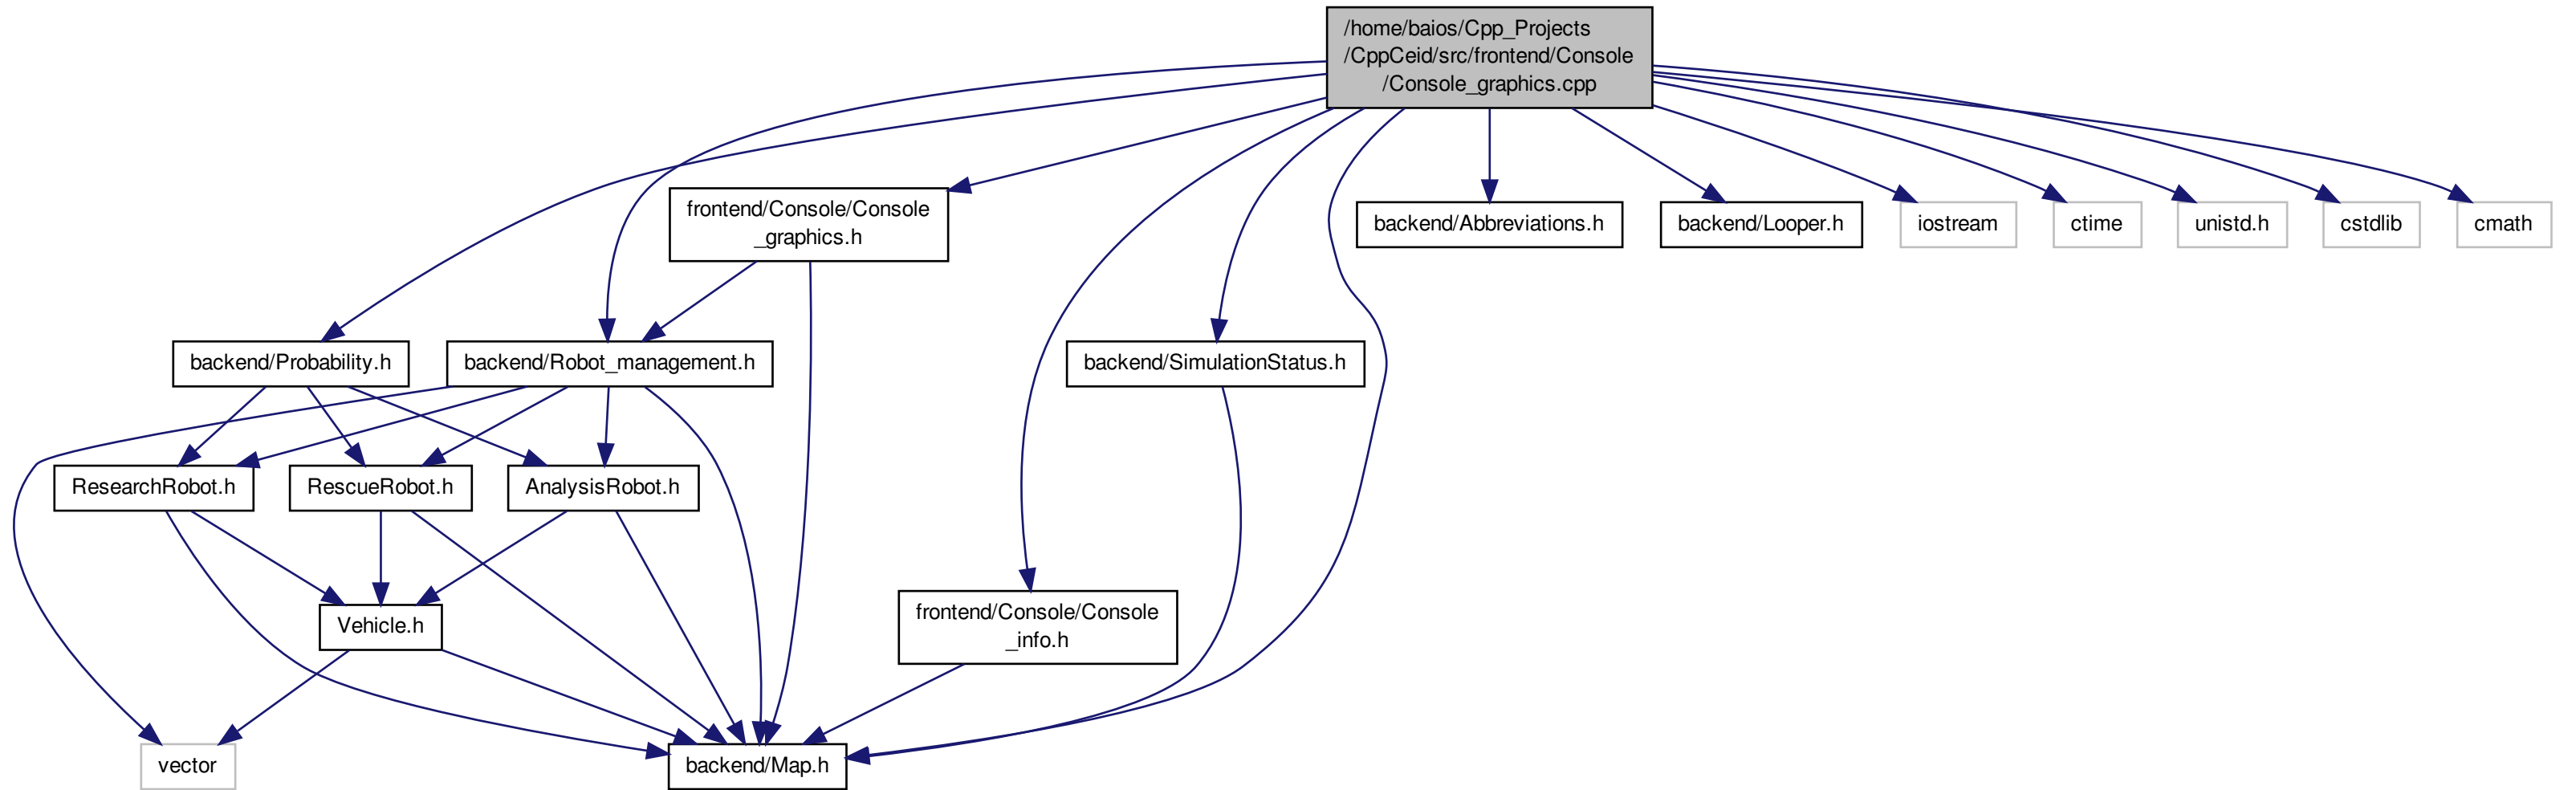 /home/baios/Cpp_Projects
/CppCeid/src/frontend/Console
/Console_graphics.cpp
frontend/Console/Console
_graphics.h
backend/Abbreviations.h
backend/Looper.h
iostream
ctime
unistd.h
cstdlib
cmath
backend/Probability.h
backend/Robot_management.h
backend/SimulationStatus.h
ResearchRobot.h
RescueRobot.h
AnalysisRobot.h
Vehicle.h
frontend/Console/Console
_info.h
vector
backend/Map.h